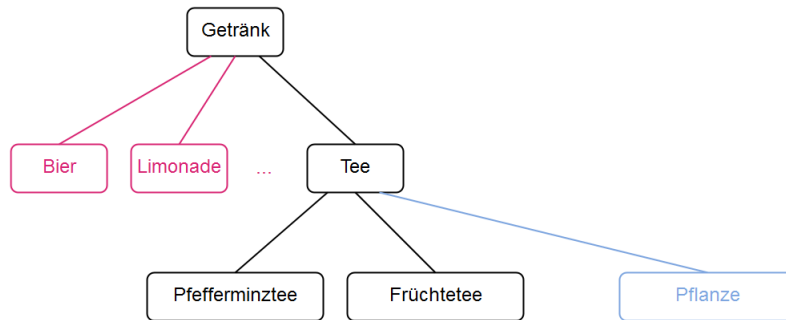 Getränk
Bier
Limonade
...
Tee
Pfefferminztee
Früchtetee
Pflanze